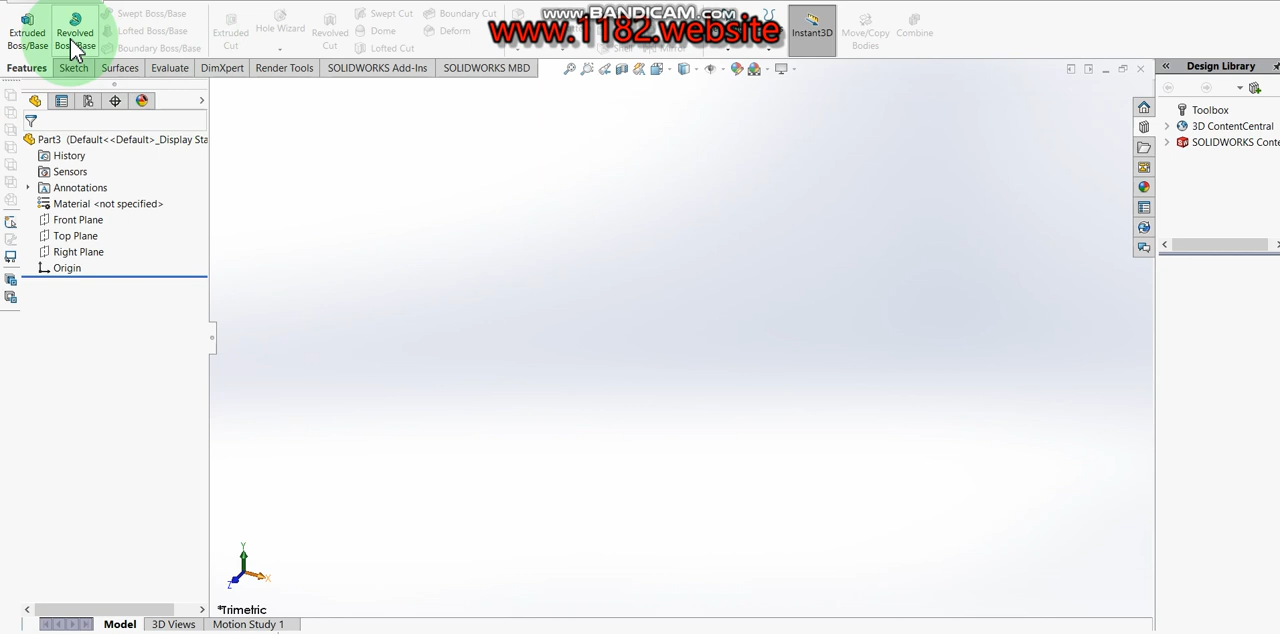 www.BANDICAM.com
www.1182.website
Extruded Boss/Base
Revolved Boss/Base
Swept Boss/Base
Lofted Boss/Base
Boundary Boss/Base
Extruded Cut
Hole Wizard
Revolved Cut
Swept Cut
Dome
Lofted Cut
Boundary Cut
Deform
Shell
Mirror
Instant3D
Move/Copy Bodies
Combine
Features
Sketch
Surfaces
Evaluate
DimXpert
Render Tools
SOLIDWORKS Add-Ins
SOLIDWORKS MBD
Design Library
Toolbox
3D ContentCentral
SOLIDWORKS Conte
Part3 (Default<<Default>_Display Sta
History
Sensors
Annotations
Material <not specified>
Front Plane
Top Plane
Right Plane
Origin
Y
X
Z
*Trimetric
Model
3D Views
Motion Study 1